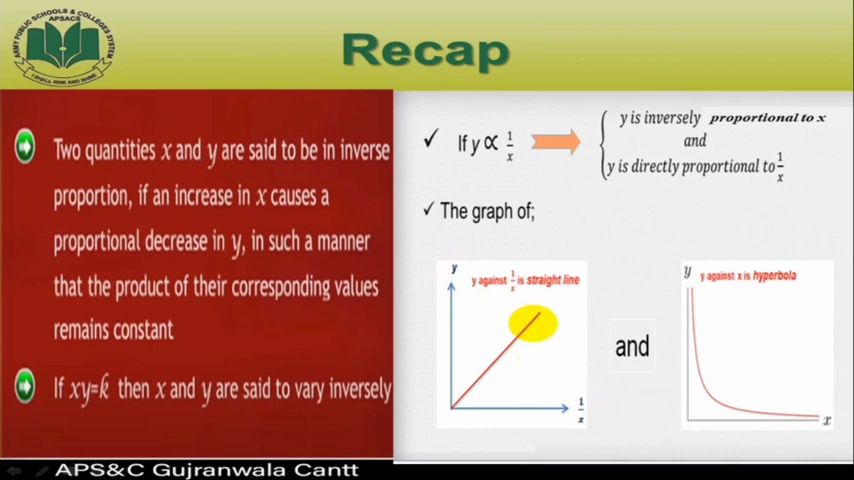 ARMY PUBLIC SCHOOLS & COLLEGES SYSTEM
APSACS
I SHALL RISE AND SHINE
Recap
Two quantities x and y are said to be in inverse
proportion, if an increase in x causes a
proportional decrease in y, in such a manner
that the product of their corresponding values
remains constant
If xy=k then x and y are said to vary inversely
✓ If y ∝ 1/x
y is inversely proportional to x
and
y is directly proportional to 1/x
✓ The graph of;
y
y against 1/x is straight line
1/x
and
y
y against x is hyperbola
x
APS&C Gujranwala Cantt